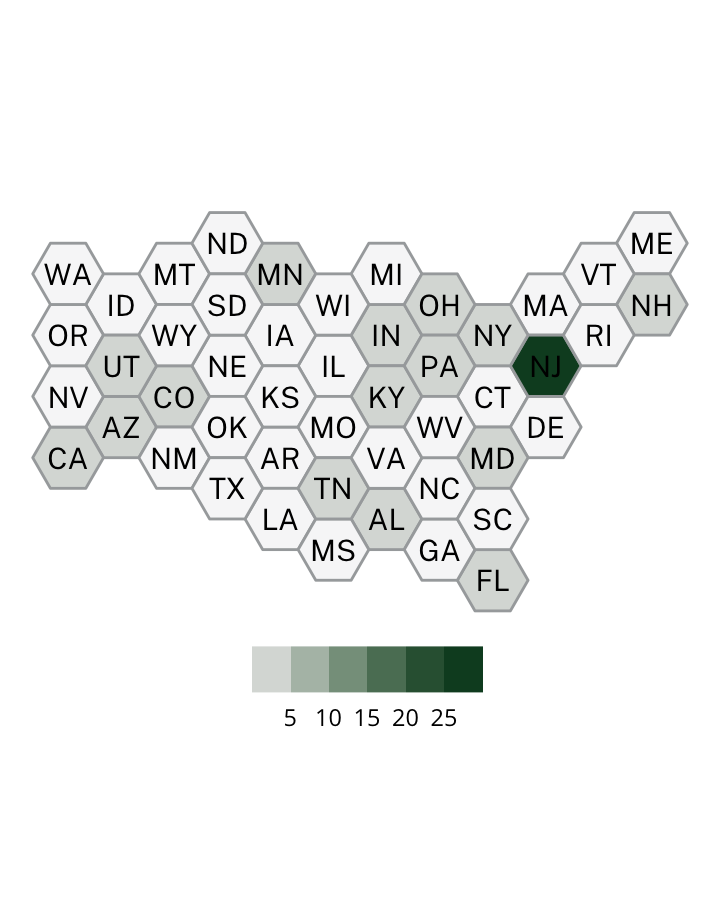 ND ME
WA MT MN MI VT
ID SD WI OH MA NH
OR WY IA IN NY RI
UT NE IL PA NJ
NV CO KS KY CT
AZ OK MO WV DE
CA NM AR VA MD
TX TN NC
LA AL SC
MS GA
FL
5 10 15 20 25